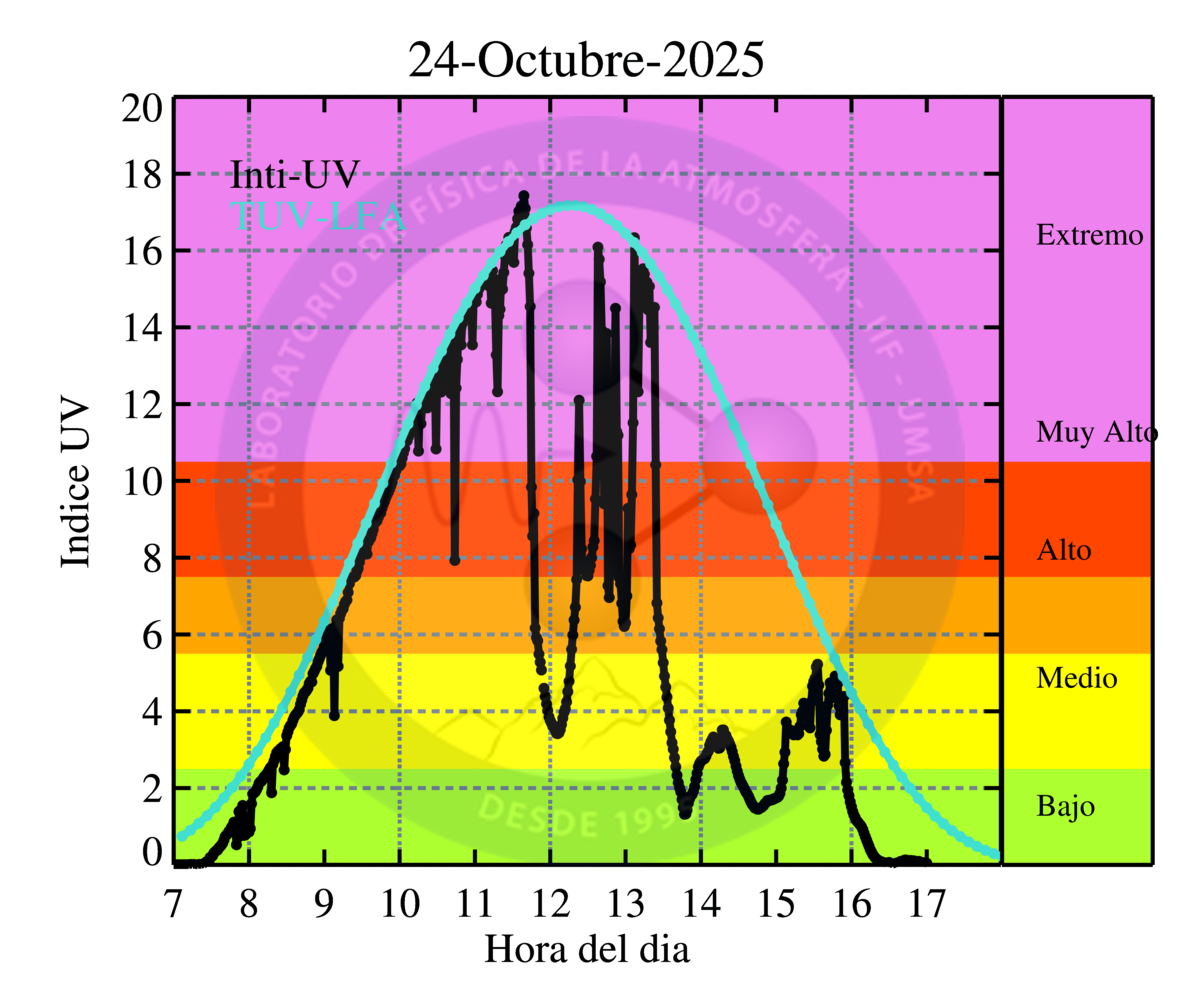 24-Octubre-2025
Inti-UV
TUV-LFA
LABORATORIO DE FÍSICA DE LA ATMÓSFERA - IIF - UMSA
DESDE 1995
Indice UV
20
18
16
14
12
10
8
6
4
2
0
Extremo
Muy Alto
Alto
Medio
Bajo
7 8 9 10 11 12 13 14 15 16 17
Hora del dia